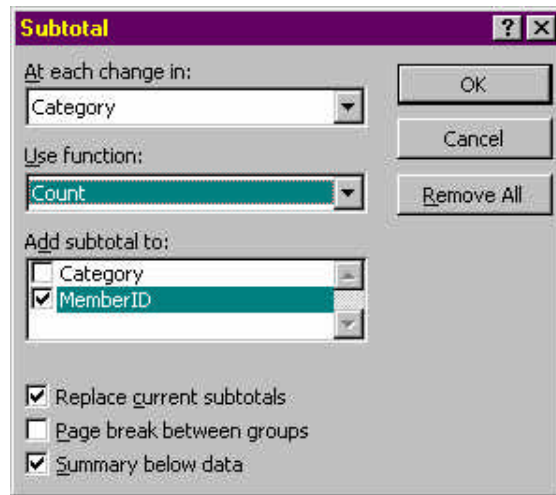 Subtotal
At each change in:
Category
Use function:
Count
Add subtotal to:
Category
MemberID
Replace current subtotals
Page break between groups
Summary below data
OK
Cancel
Remove All